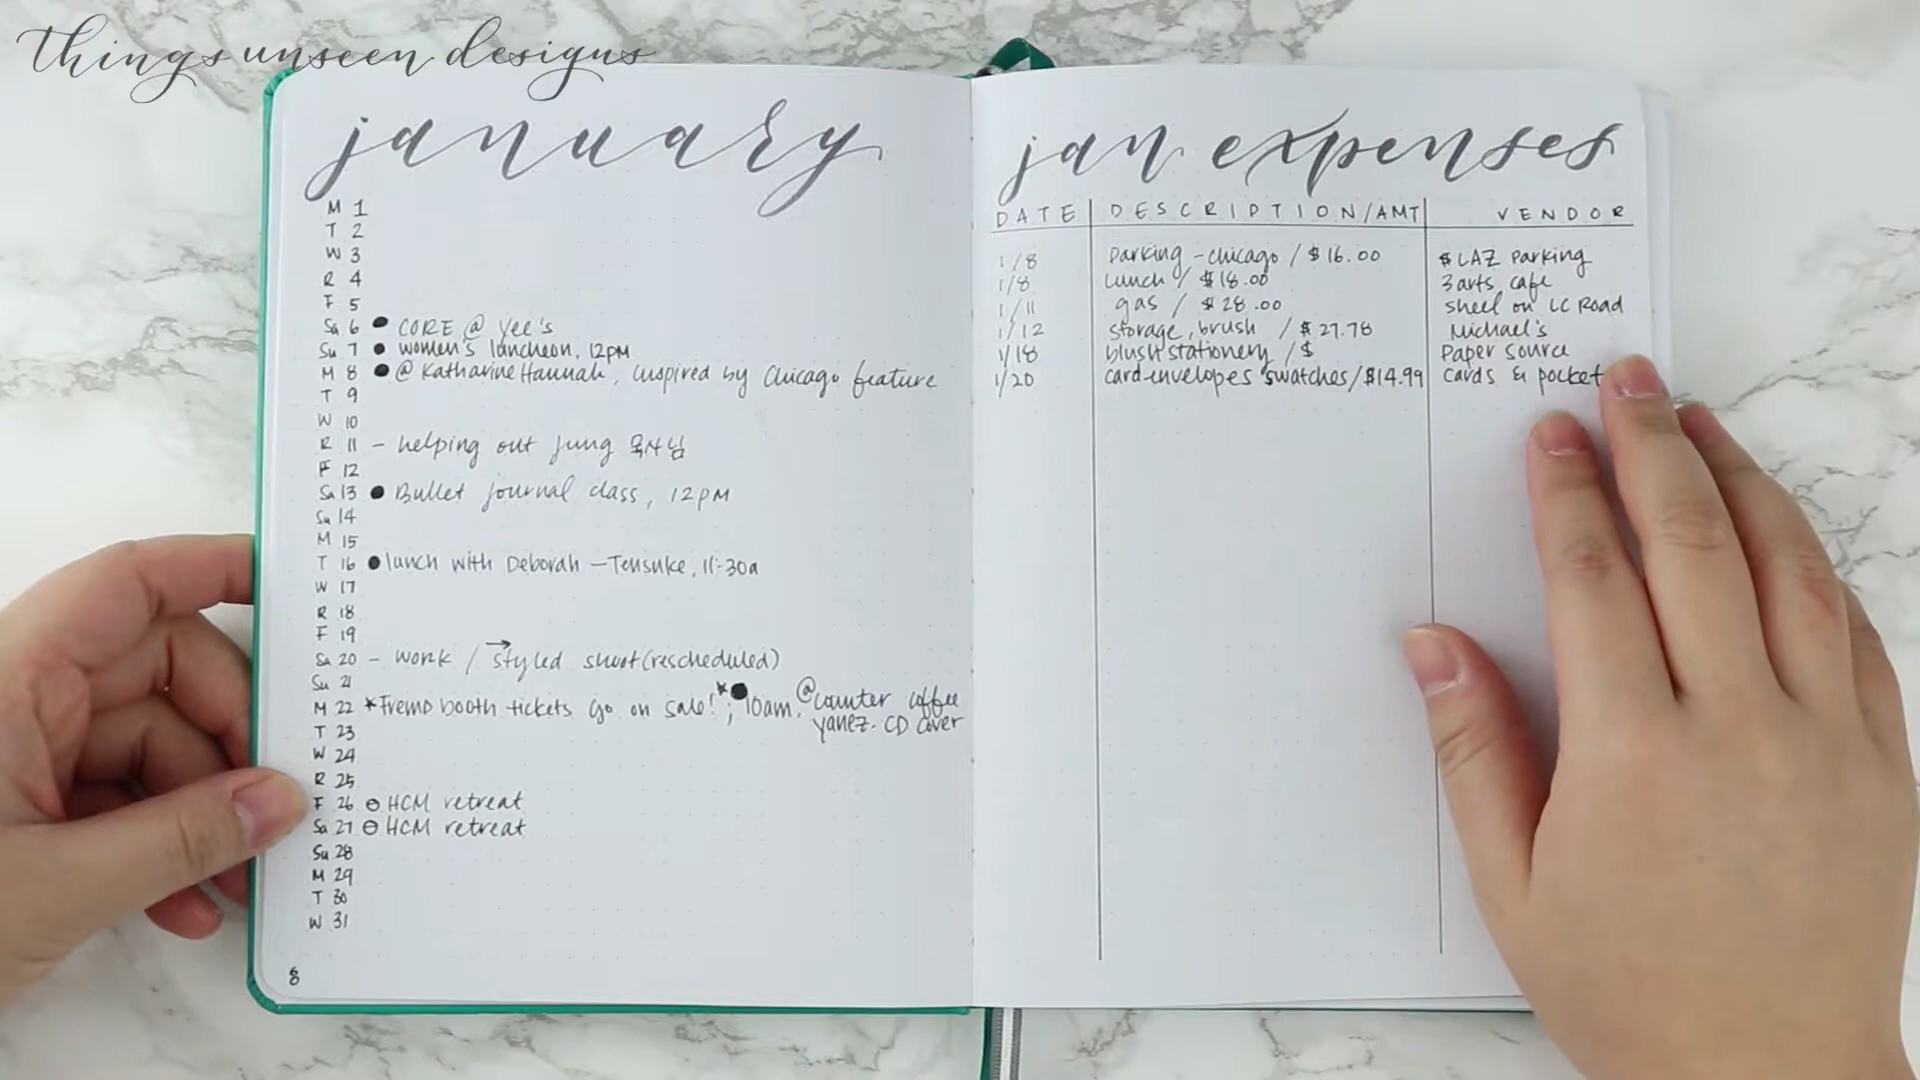 things unseen designs
january
M 1
T 2
W 3
R 4
F 5
Sa 6 ● CORE @ Yee's
Su 7 ● women's luncheon, 12pm
M 8 ● @ Katharine Hannah, inspired by Chicago feature
T 9
W 10
R 11 – helping out Jung 목사님
F 12
Sa 13 ● Bullet journal class, 12pm
Su 14
M 15
T 16 ● lunch with Deborah – Tensuke, 11:30a
W 17
R 18
F 19
Sa 20 – work / → styled shoot (rescheduled)
Su 21
M 22 * Fremo booth tickets go on sale! * ; ● 10am, @ counter coffee
yanez. CD cover
T 23
W 24
R 25
F 26 ⊖ HCM retreat
Sa 27 ⊖ HCM retreat
Su 28
M 29
T 30
W 31
8
jan expenses
DATE DESCRIPTION/AMT VENDOR
1/8 parking – chicago / $16.00 $ LAZ parking
1/8 lunch / $18.00 3 arts cafe
1/11 gas / $28.00 sheel on LC Road
1/12 storage, brush / $27.78 Michael's
1/18 blush stationery / $ paper source
1/20 card envelopes swatches / $14.99 cards & pocket